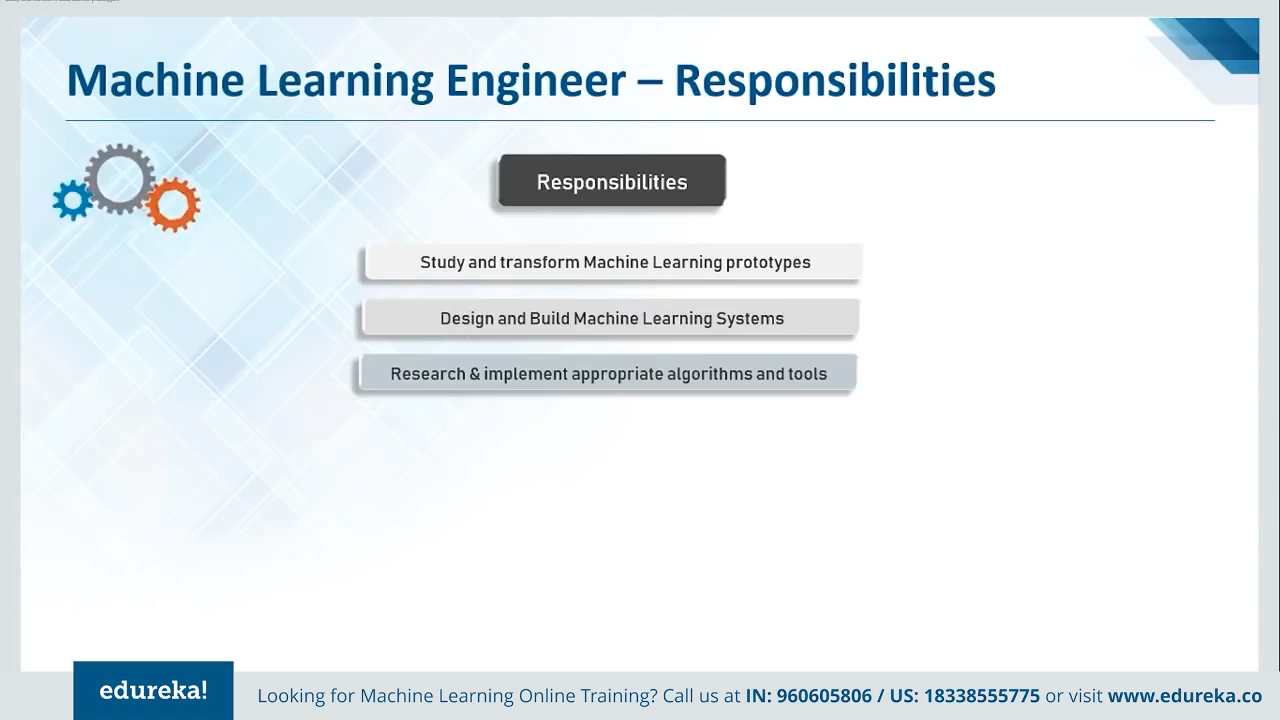 Machine Learning Engineer – Responsibilities
Responsibilities
Study and transform Machine Learning prototypes
Design and Build Machine Learning Systems
Research & implement appropriate algorithms and tools
edureka!
Looking for Machine Learning Online Training? Call us at IN: 960605806 / US: 18338555775 or visit www.edureka.co